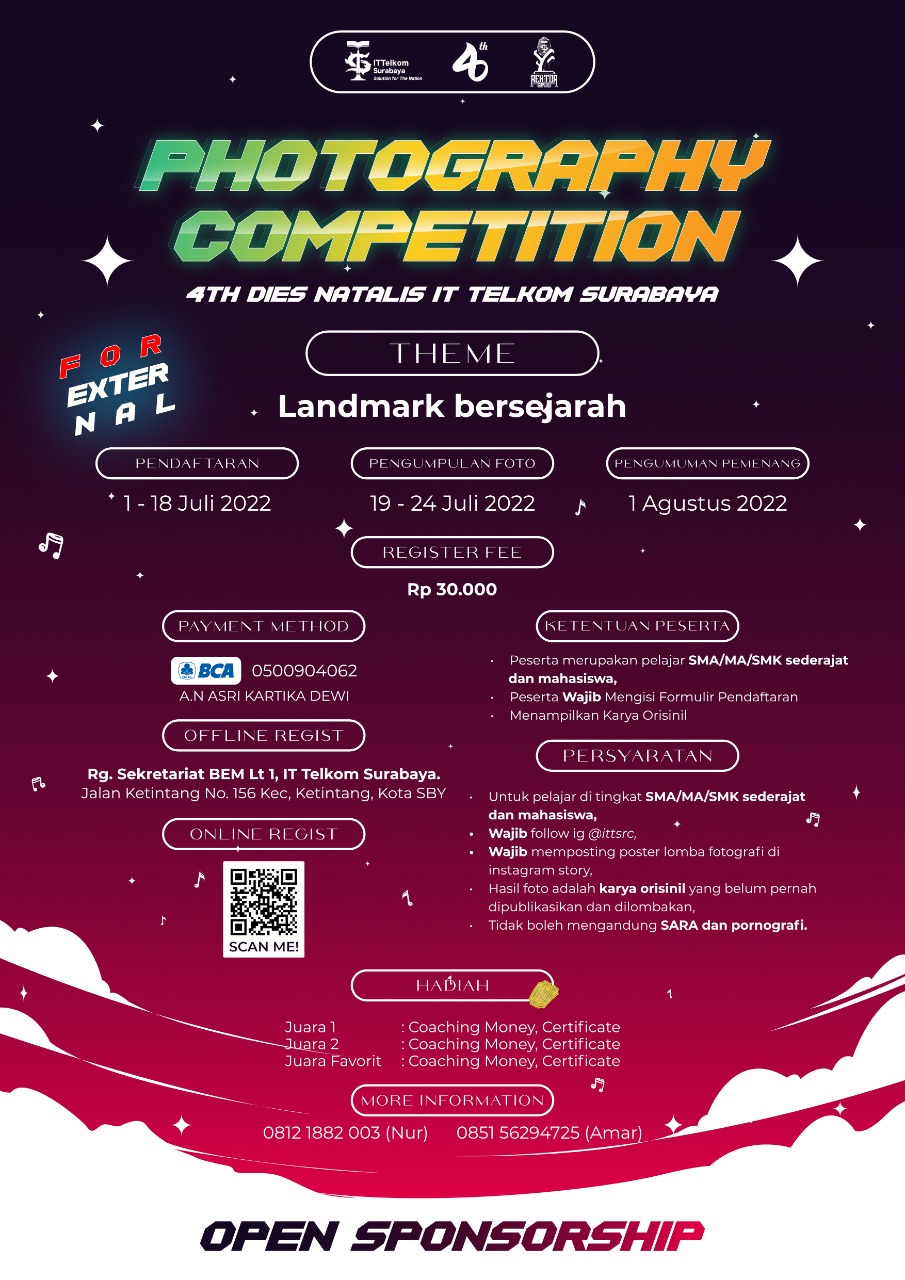 ITTelkom
Surabaya
Solution for The Nation
40
th
REKTOR
PHOTOGRAPHY
COMPETITION
4TH DIES NATALIS IT TELKOM SURABAYA
FOR
EXTER
NAL
THEME
Landmark bersejarah
PENDAFTARAN
PENGUMPULAN FOTO
PENGUMUMAN PEMENANG
1 - 18 Juli 2022
19 - 24 Juli 2022
1 Agustus 2022
REGISTER FEE
Rp 30.000
PAYMENT METHOD
BCA 0500904062
A.N ASRI KARTIKA DEWI
OFFLINE REGIST
Rg. Sekretariat BEM Lt 1, IT Telkom Surabaya.
Jalan Ketintang No. 156 Kec, Ketintang, Kota SBY
ONLINE REGIST
SCAN ME!
KETENTUAN PESERTA
• Peserta merupakan pelajar SMA/MA/SMK sederajat
dan mahasiswa,
• Peserta Wajib Mengisi Formulir Pendaftaran
• Menampilkan Karya Orisinil
PERSYARATAN
• Untuk pelajar di tingkat SMA/MA/SMK sederajat
dan mahasiswa,
• Wajib follow ig @ittsrc,
• Wajib memposting poster lomba fotografi di
instagram story,
• Hasil foto adalah karya orisinil yang belum pernah
dipublikasikan dan dilombakan,
• Tidak boleh mengandung SARA dan pornografi.
HADIAH
Juara 1 : Coaching Money, Certificate
Juara 2 : Coaching Money, Certificate
Juara Favorit : Coaching Money, Certificate
MORE INFORMATION
0812 1882 003 (Nur) 0851 56294725 (Amar)
OPEN SPONSORSHIP